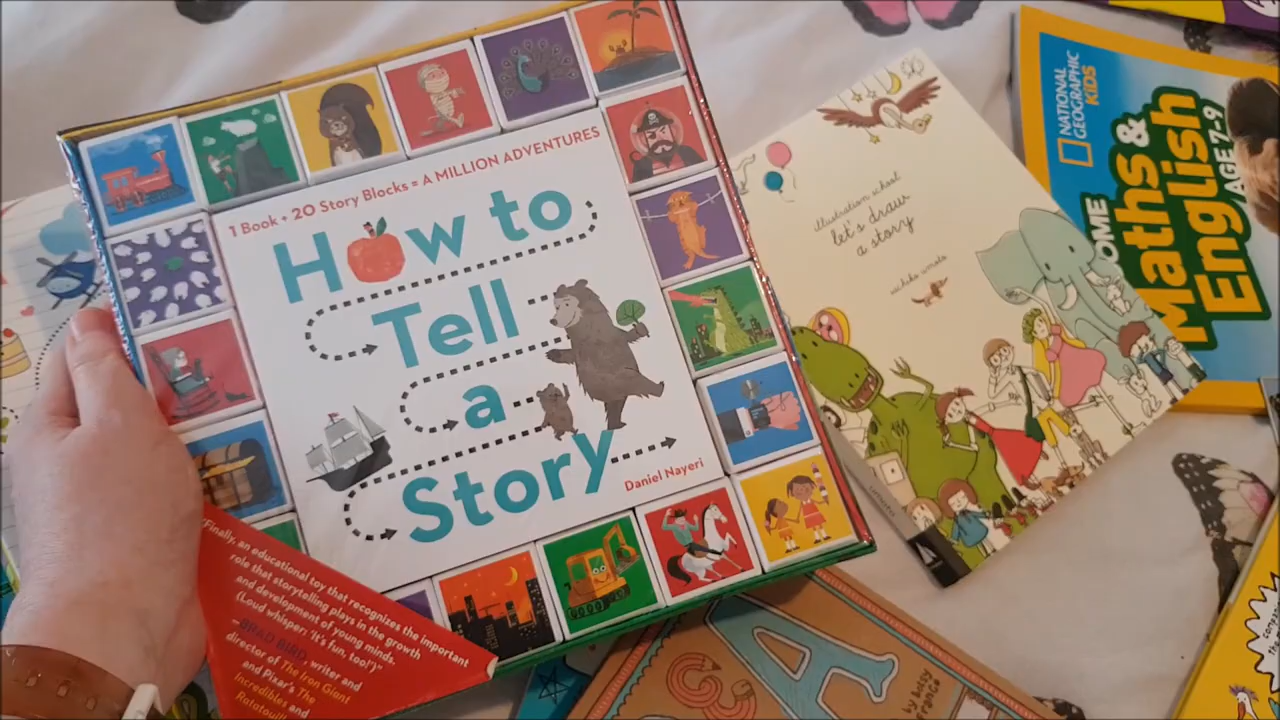 1 Book + 20 Story Blocks = A MILLION ADVENTURES
How to
Tell
a
Story
Daniel Nayeri
"Finally, an educational toy that recognizes the important
role that storytelling plays in the growth
and development of young minds.
(Loud whisper: 'It's fun, too!')"
—BRAD BIRD, writer and
director of The Iron Giant
and Pixar's The
Incredibles and
Ratatouille
illustration school
let's draw
a story
NATIONAL
GEOGRAPHIC
KiDS
Maths &
English
AGE 7-9
&
A
by betty